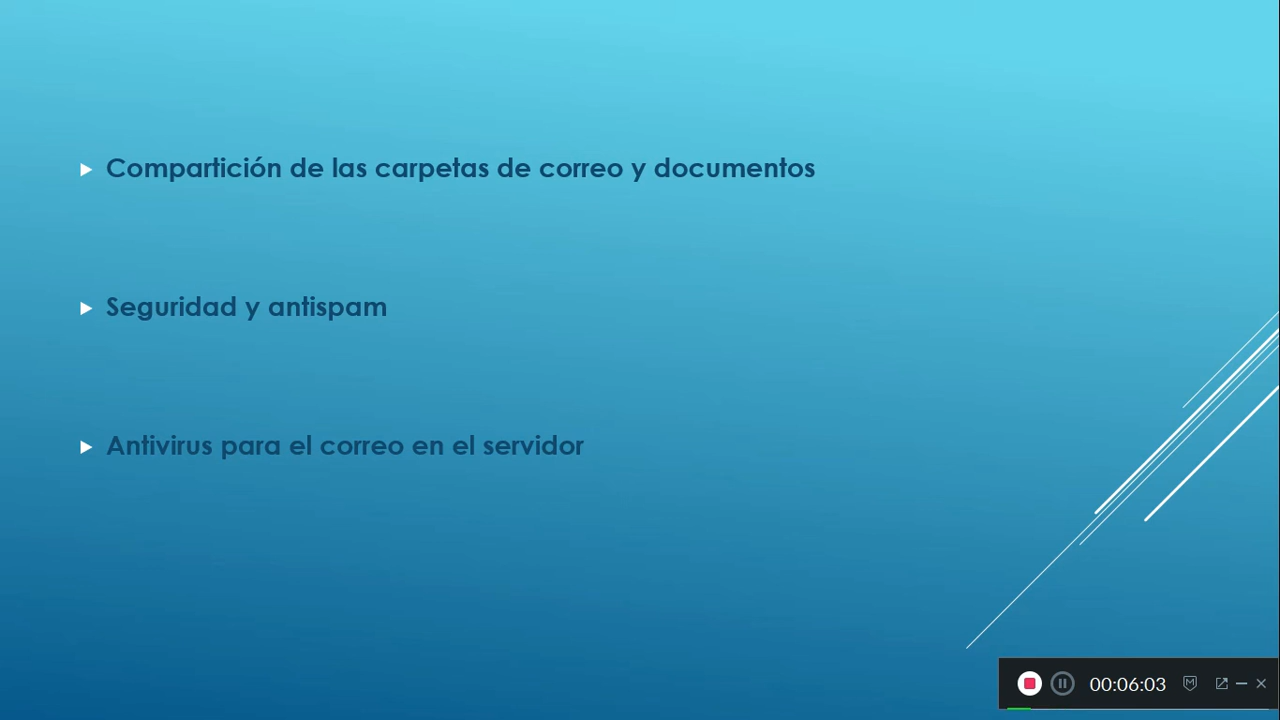 Compartición de las carpetas de correo y documentos
Seguridad y antispam
Antivirus para el correo en el servidor
00:06:03